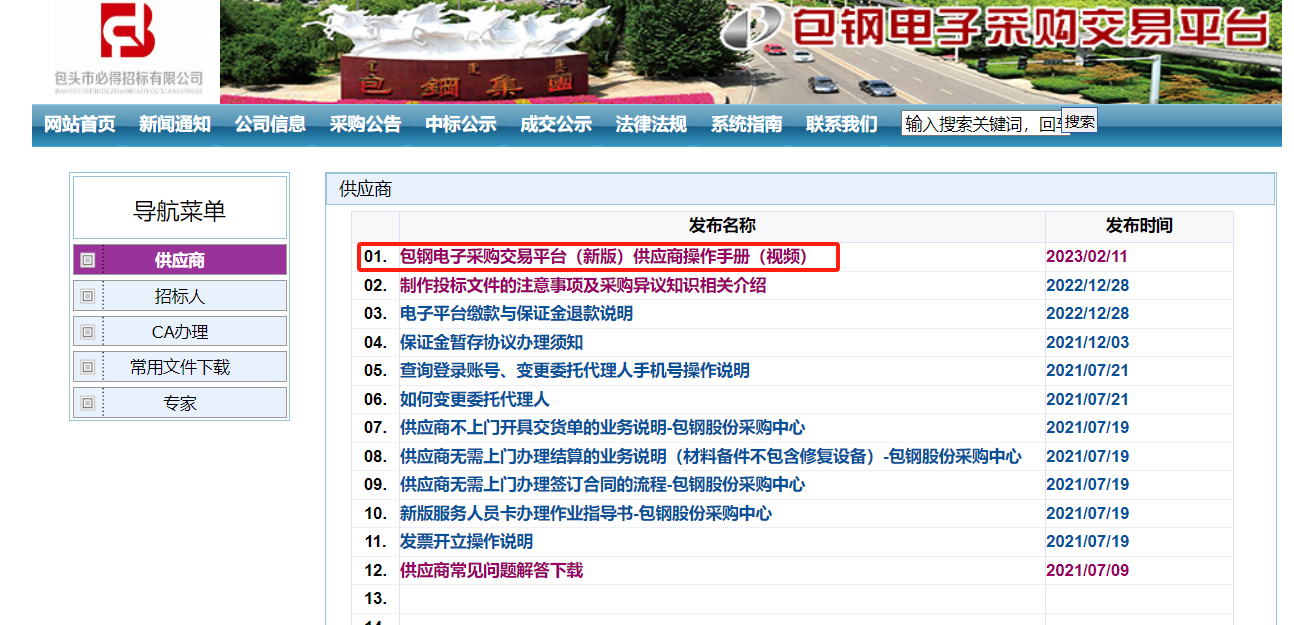 包钢电子采购交易平台
包钢集团
包头市必得招标有限公司
BAOTOUSHIBIDEZHAOBIAOYOUXIANGONGSI
网站首页 新闻通知 公司信息 采购公告 中标公示 成交公示 法律法规 系统指南 联系我们 输入搜索关键词，回车 搜索
导航菜单
供应商
招标人
CA办理
常用文件下载
专家
供应商
发布名称 发布时间
01. 包钢电子采购交易平台（新版）供应商操作手册（视频） 2023/02/11
02. 制作投标文件的注意事项及采购异议知识相关介绍 2022/12/28
03. 电子平台缴款与保证金退款说明 2022/12/28
04. 保证金暂存协议办理须知 2021/12/03
05. 查询登录账号、变更委托代理人手机号操作说明 2021/07/21
06. 如何变更委托代理人 2021/07/21
07. 供应商不上门开具交货单的业务说明-包钢股份采购中心 2021/07/19
08. 供应商无需上门办理结算的业务说明（材料备件不包含修复设备）-包钢股份采购中心 2021/07/19
09. 供应商无需上门办理签订合同的流程-包钢股份采购中心 2021/07/19
10. 新版服务人员卡办理作业指导书-包钢股份采购中心 2021/07/19
11. 发票开立操作说明 2021/07/19
12. 供应商常见问题解答下载 2021/07/09
13.
14.